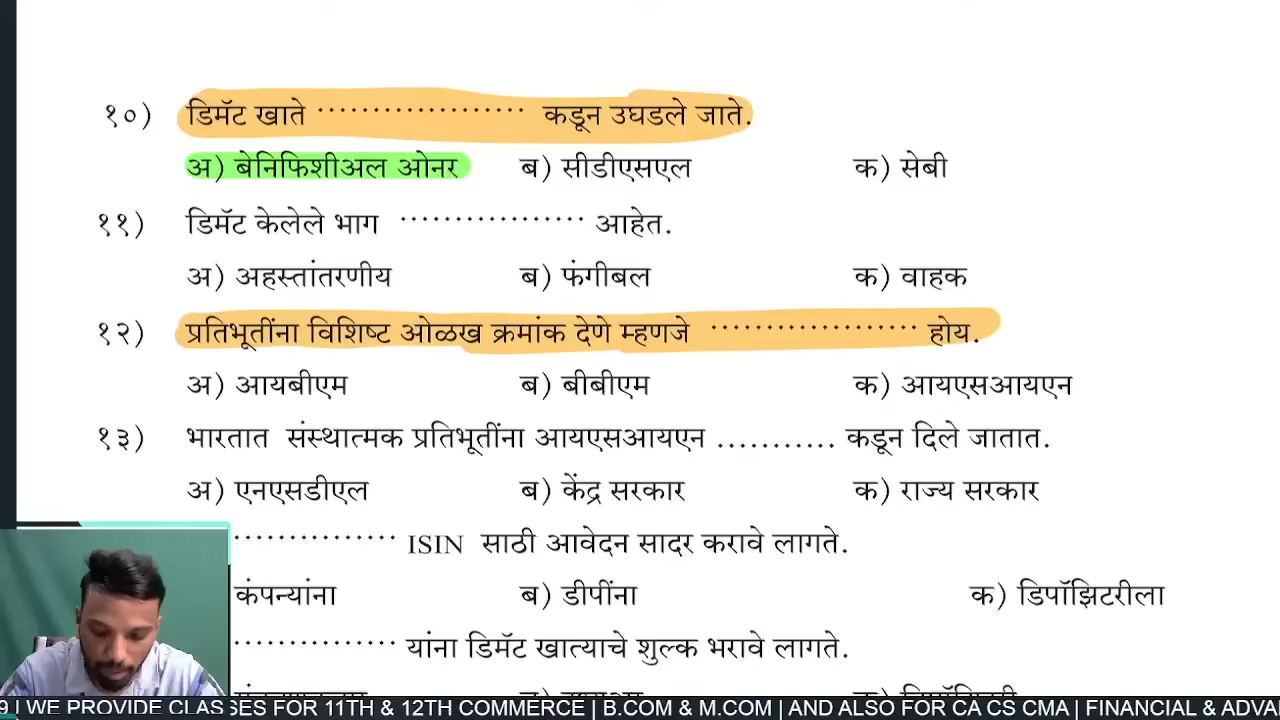 १०) डिमॅट खाते .................... कडून उघडले जाते.
अ) बेनिफिशीअल ओनर ब) सीडीएसएल क) सेबी
११) डिमॅट केलेले भाग .................. आहेत.
अ) अहस्तांतरणीय ब) फंगीबल क) वाहक
१२) प्रतिभूतींना विशिष्ट ओळख क्रमांक देणे म्हणजे .................... होय.
अ) आयबीएम ब) बीबीएम क) आयएसआयएन
१३) भारतात संस्थात्मक प्रतिभूतींना आयएसआयएन ........... कडून दिले जातात.
अ) एनएसडीएल ब) केंद्र सरकार क) राज्य सरकार
................ ISIN साठी आवेदन सादर करावे लागते.
कंपन्यांना ब) डीपींना क) डिपॉझिटरीला
................ यांना डिमॅट खात्याचे शुल्क भरावे लागते.
9 | WE PROVIDE CLASSES FOR 11TH & 12TH COMMERCE | B.COM & M.COM | AND ALSO FOR CA CS CMA | FINANCIAL & ADVA